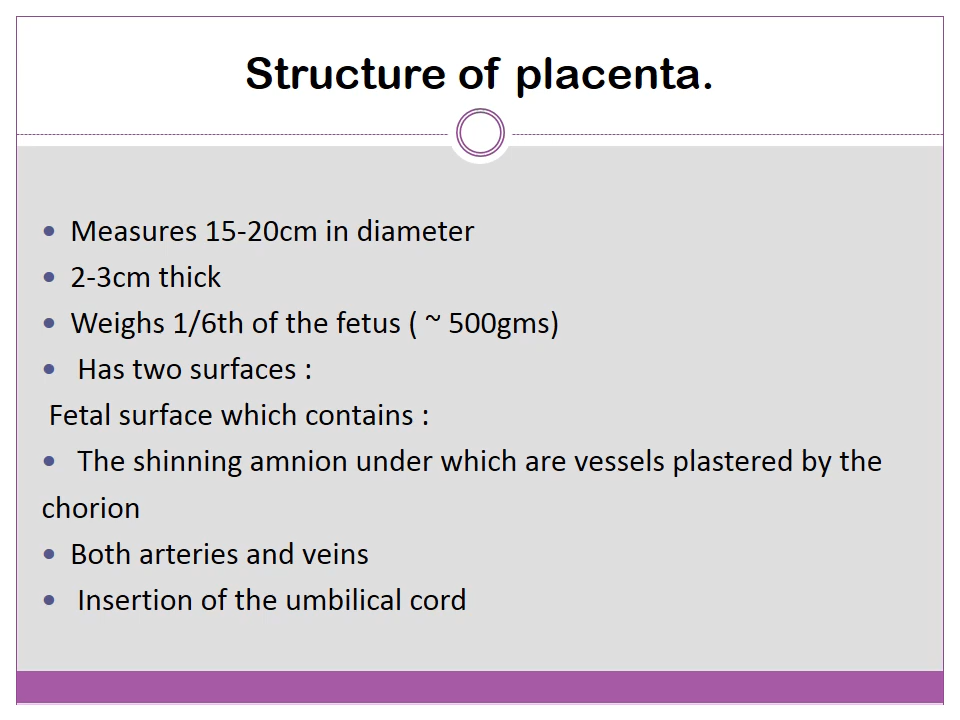 Structure of placenta.
• Measures 15-20cm in diameter
• 2-3cm thick
• Weighs 1/6th of the fetus ( ~ 500gms)
• Has two surfaces :
Fetal surface which contains :
• The shinning amnion under which are vessels plastered by the
chorion
• Both arteries and veins
• Insertion of the umbilical cord